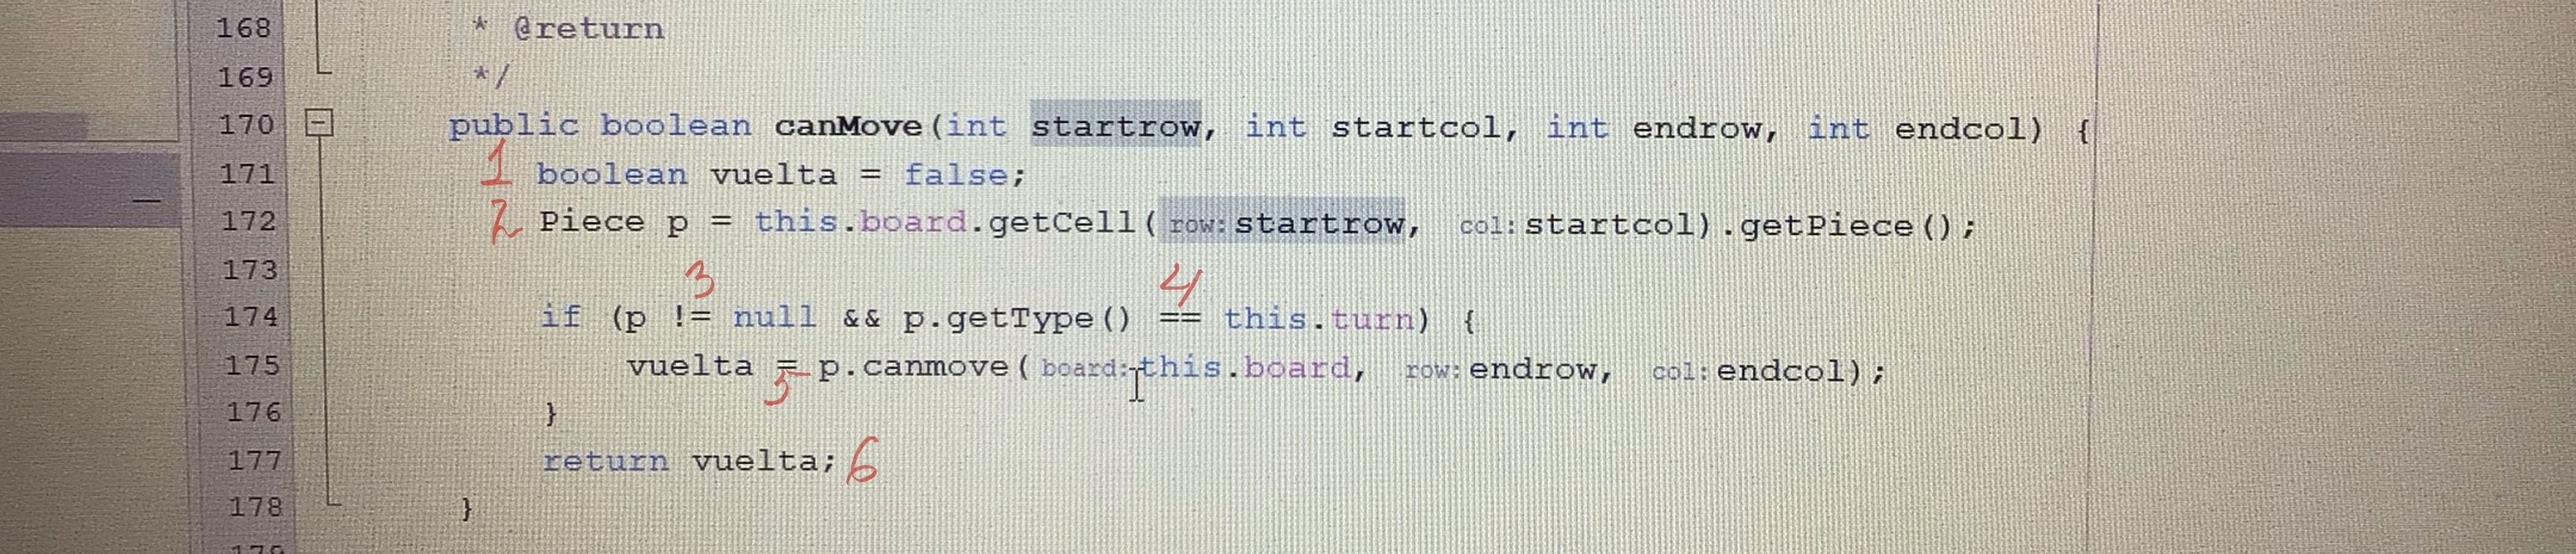 168 * @return
169 */
170 public boolean canMove(int startrow, int startcol, int endrow, int endcol) {
171 1 boolean vuelta = false;
172 2 Piece p = this.board.getCell( row: startrow, col: startcol).getPiece();
173 3 4
174 if (p != null && p.getType() == this.turn) {
175 vuelta = p.canmove( board: this.board, row: endrow, col: endcol);
5
176 }
177 return vuelta; 6
178 }
179